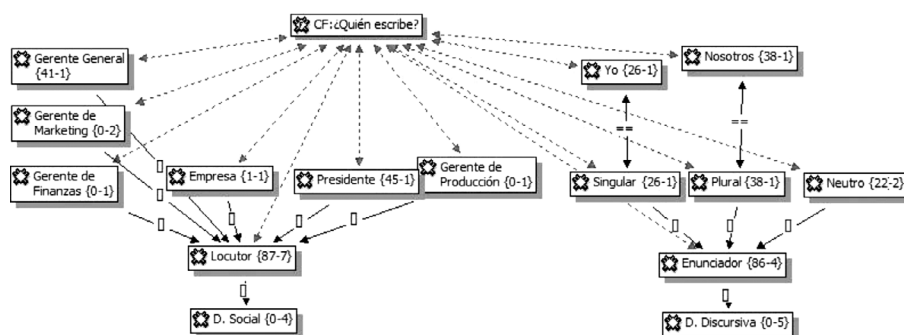 CF:¿Quién escribe?
Gerente General
{41-1}
Yo {26-1}
Nosotros {38-1}
Gerente de
Marketing {0-2}
==
==
Gerente de
Finanzas {0-1}
Empresa {1-1}
Presidente {45-1}
Gerente de
Producción {0-1}
Singular {26-1}
Plural {38-1}
Neutro {22-2}
Locutor {87-7}
Enunciador {86-4}
D. Social {0-4}
D. Discursiva {0-5}